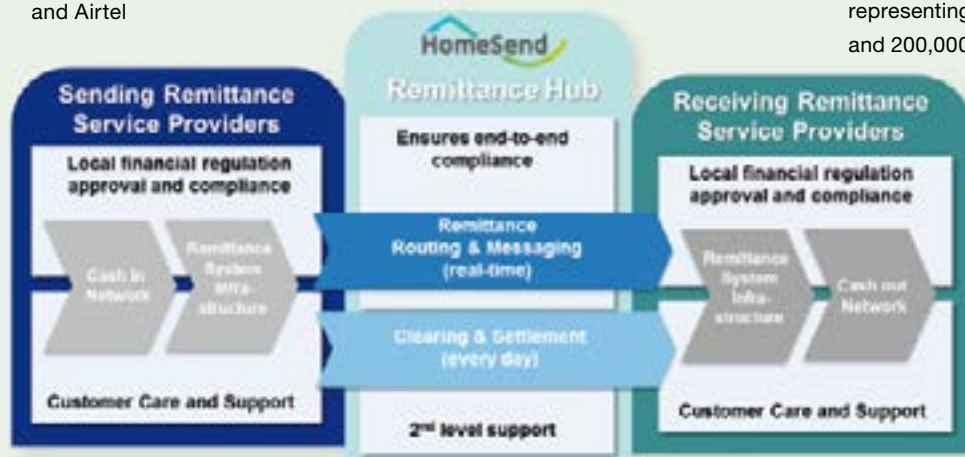 and Airtel
representing
and 200,000
HomeSend
Remittance Hub
Sending Remittance
Service Providers
Local financial regulation
approval and compliance
Cash in
Network
Remittance
System
Infra-
structure
Customer Care and Support
Ensures end-to-end
compliance
Remittance
Routing & Messaging
(real-time)
Clearing & Settlement
(every day)
2nd level support
Receiving Remittance
Service Providers
Local financial regulation
approval and compliance
Remittance
System
Infra-
structure
Cash out
Network
Customer Care and Support